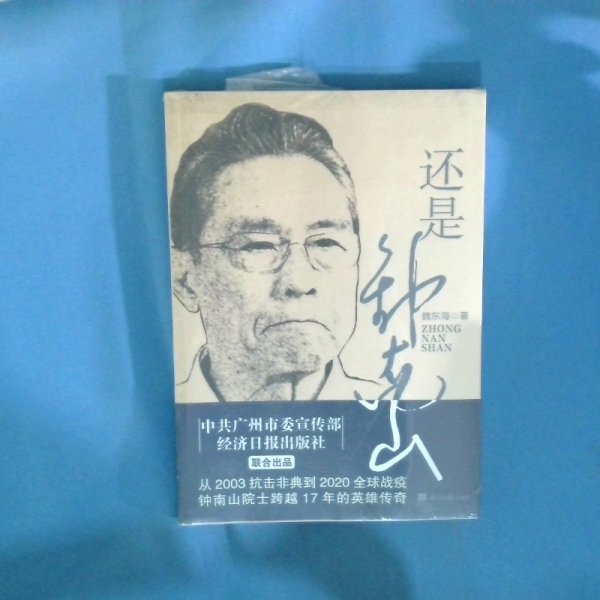 还是
钟南山
魏东海◇著
ZHONG
NAN
SHAN
中共广州市委宣传部
经济日报出版社
联合出品
从 2003 抗击非典到 2020 全球战疫
钟南山院士跨越 17 年的英雄传奇